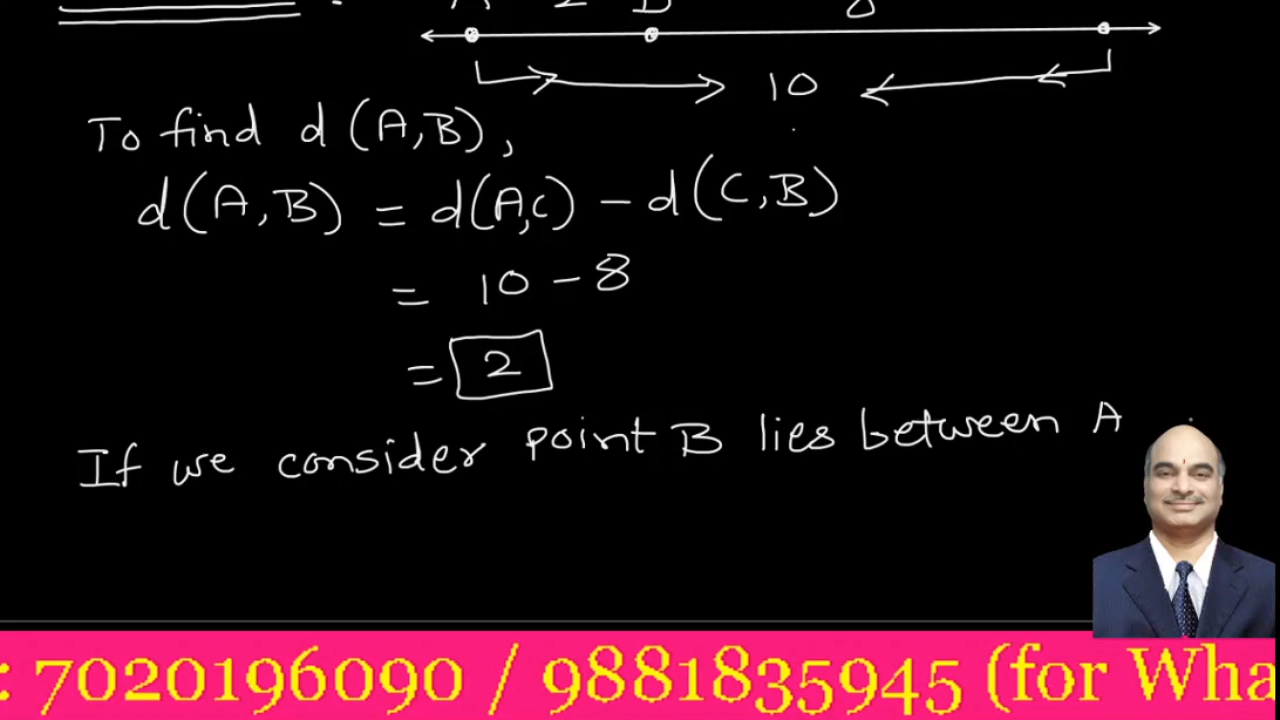 To find d(A,B),
10
d(A,B) = d(A,C) - d(C,B)
= 10 - 8
= 2
If we consider point B lies between A
: 7020196090 / 9881835945 (for Wha